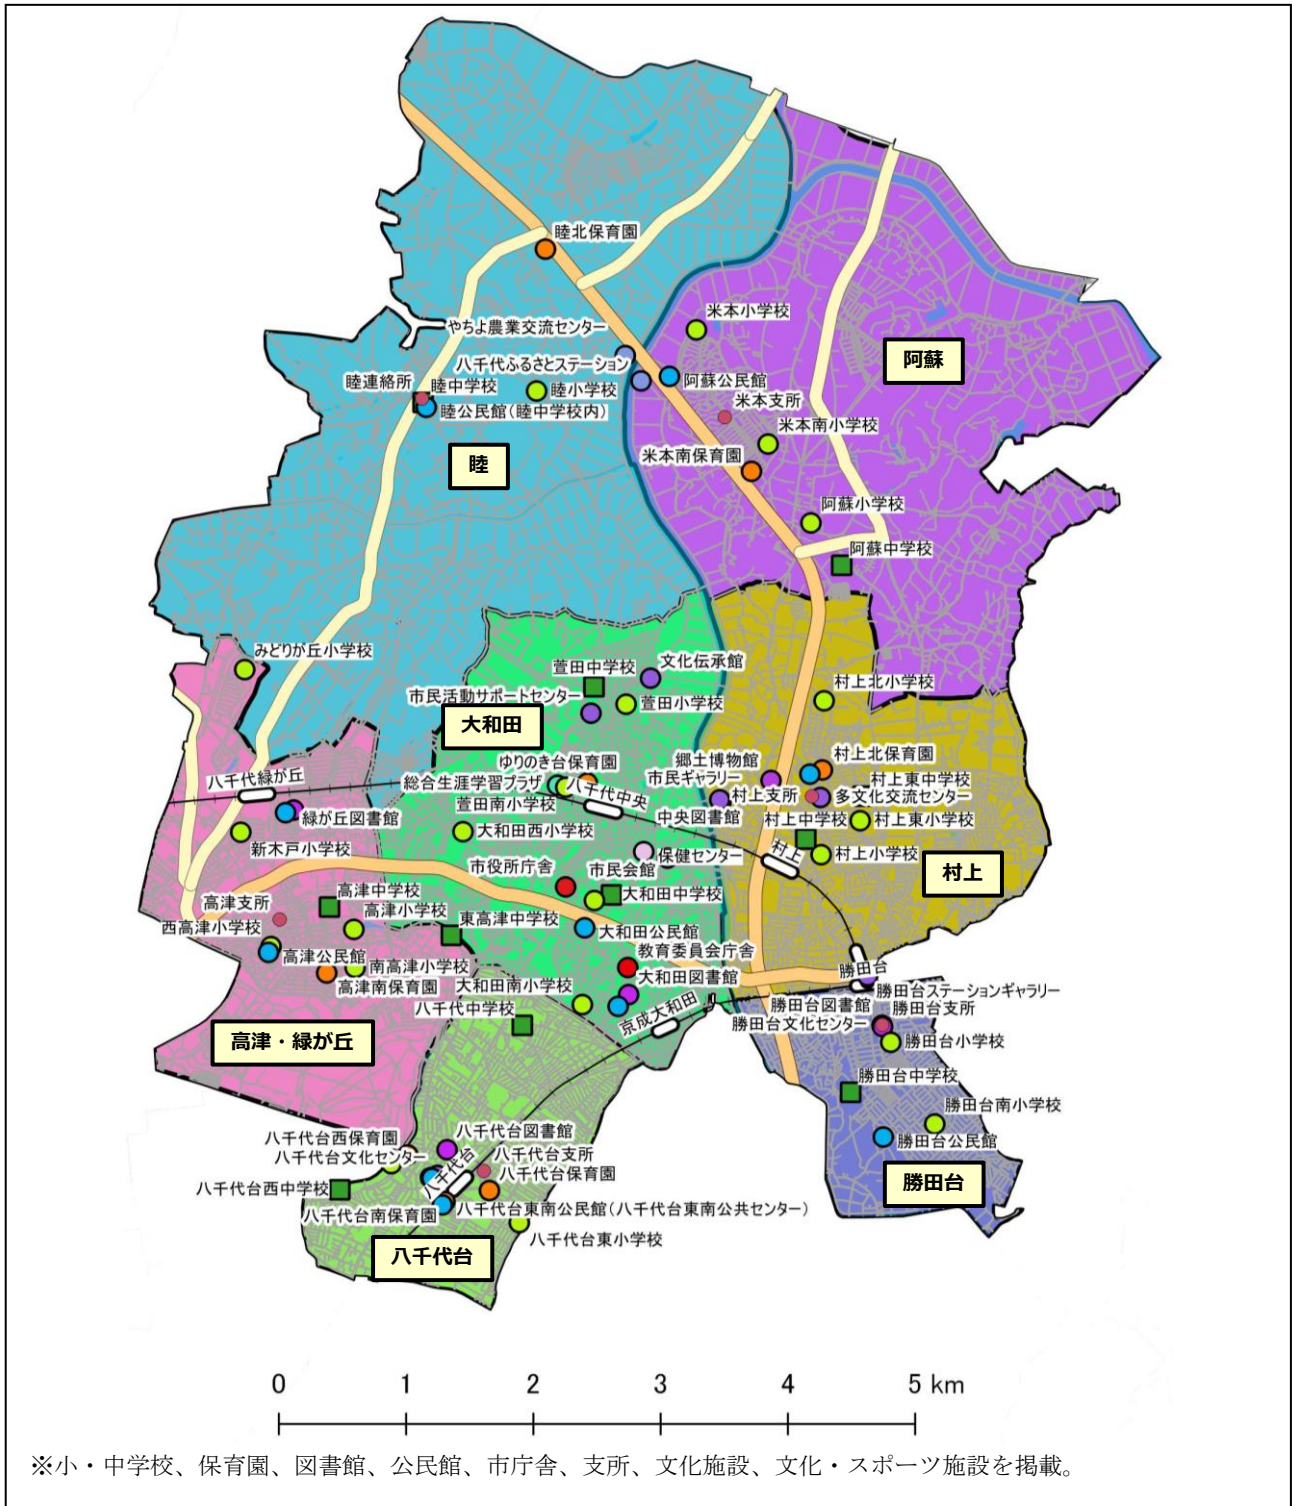 睦北保育園
米本小学校
やちよ農業交流センター
阿蘇
八千代ふるさとステーション
阿蘇公民館
睦連絡所
睦中学校
睦小学校
米本支所
睦公民館(睦中学校内)
米本南小学校
米本南保育園
睦
阿蘇小学校
阿蘇中学校
みどりが丘小学校
萱田中学校
文化伝承館
市民活動サポートセンター
萱田小学校
村上北小学校
大和田
ゆりのき台保育園
郷土博物館
村上北保育園
八千代緑が丘
総合生涯学習プラザ
八千代中央
市民ギャラリー
村上東中学校
萱田南小学校
村上支所
多文化交流センター
緑が丘図書館
中央図書館
村上中学校
村上東小学校
大和田西小学校
新木戸小学校
市役所庁舎
市民会館
保健センター
村上
村上小学校
村上
高津支所
高津中学校
大和田中学校
西高津小学校
高津小学校
東高津中学校
大和田公民館
高津公民館
南高津小学校
教育委員会庁舎
高津南保育園
大和田南小学校
大和田図書館
勝田台
勝田台ステーションギャラリー
八千代中学校
京成大和田
勝田台図書館
勝田台支所
勝田台文化センター
高津・緑が丘
勝田台小学校
勝田台中学校
勝田台南小学校
八千代台西保育園
八千代台図書館
勝田台公民館
八千代台文化センター
八千代台
八千代台支所
八千代台保育園
勝田台
八千代台西中学校
八千代台南保育園
八千代台東南公民館(八千代台東南公共センター)
八千代台東小学校
八千代台
0 1 2 3 4 5 km
※小・中学校、保育園、図書館、公民館、市庁舎、支所、文化施設、文化・スポーツ施設を掲載。